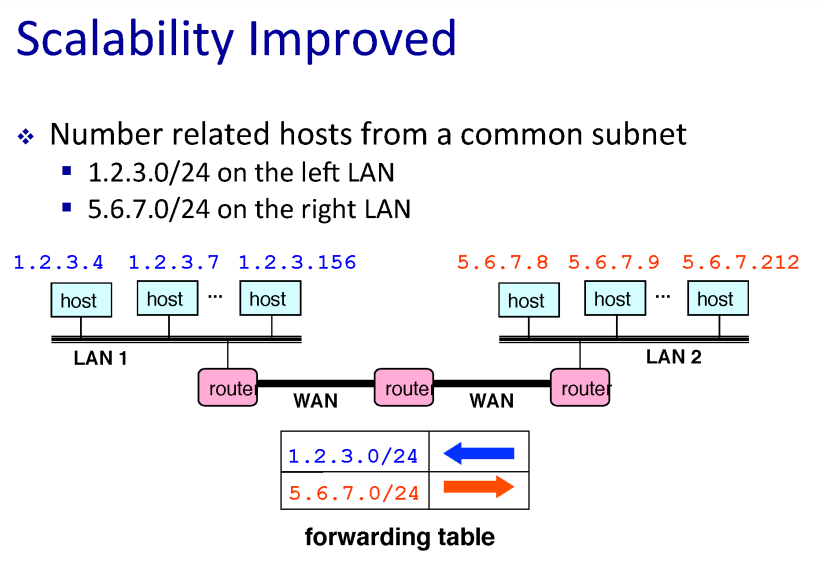 Scalability Improved
❖ Number related hosts from a common subnet
▪ 1.2.3.0/24 on the left LAN
▪ 5.6.7.0/24 on the right LAN
1.2.3.4 1.2.3.7 1.2.3.156 5.6.7.8 5.6.7.9 5.6.7.212
host host ... host host host ... host
LAN 1 LAN 2
router WAN router WAN router
1.2.3.0/24
5.6.7.0/24
forwarding table